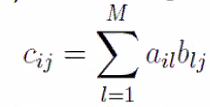 c_{ij} = \sum_{l=1}^{M} a_{il} b_{lj}